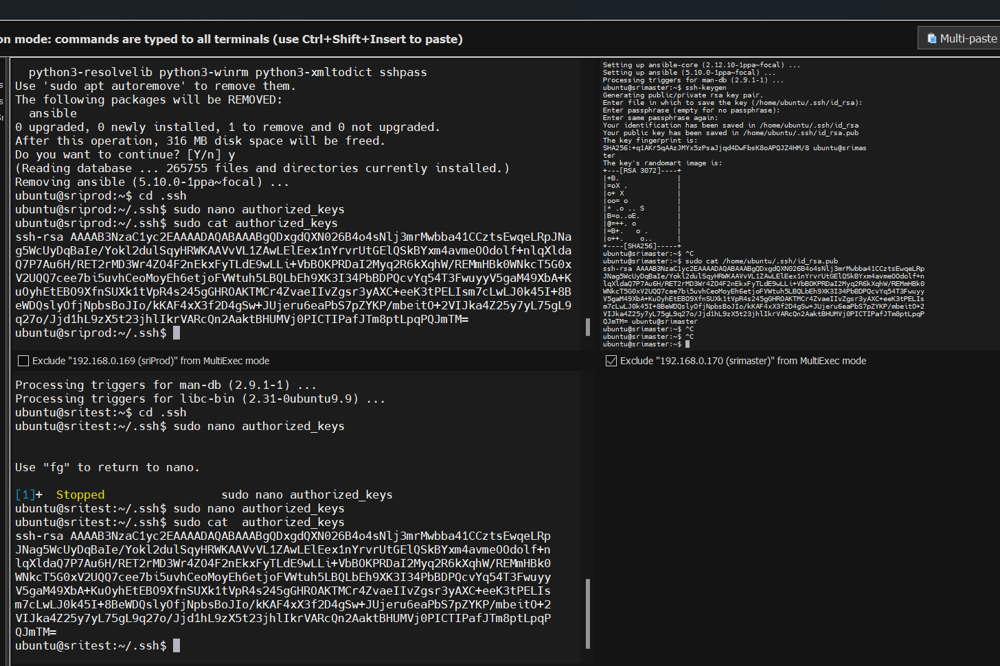 on mode: commands are typed to all terminals (use Ctrl+Shift+Insert to paste)
Multi-paste
python3-resolvelib python3-winrm python3-xmltodict sshpass
Use 'sudo apt autoremove' to remove them.
The following packages will be REMOVED:
ansible
0 upgraded, 0 newly installed, 1 to remove and 0 not upgraded.
After this operation, 316 MB disk space will be freed.
Do you want to continue? [Y/n] y
(Reading database ... 265755 files and directories currently installed.)
Removing ansible (5.10.0-1ppa~focal) ...
ubuntu@sriprod:~$ cd .ssh
ubuntu@sriprod:~/.ssh$ sudo nano authorized_keys
ubuntu@sriprod:~/.ssh$ sudo cat authorized_keys
ssh-rsa AAAAB3NzaC1yc2EAAAADAQABAAABgQDxgdQXN026B4o4sNlj3mrMwbba41CCztsEwqeLRpJNa
g5WcUyDqBaIe/Yokl2dulSqyHRWKAAVvVL1ZAwLElEex1nYrvrUtGElQSkBYxm4avmeOOdolf+nlqXlda
Q7P7Au6H/RET2rMD3Wr4ZO4F2nEkxFyTLdE9wLLi+VbBOKPRDaI2Myq2R6kXqhW/REMmHBk0WNkcT5G0x
V2UQQ7cee7bi5uvhCeoMoyEh6etjoFVWtuh5LBQLbEh9XK3I34PbBDPQcvYq54T3FwuyyV5gaM49XbA+K
uOyhEtEBO9XfnSUXk1tVpR4s245gGHROAKTMCr4ZvaeIIvZgsr3yAXC+eeK3tPELIsm7cLwLJ0k45I+8B
eWDQslyOfjNpbsBoJIo/kKAF4xX3f2D4gSw+JUjeru6eaPbS7pZYKP/mbeitO+2VIJka4Z25y7yL75gL9
q27o/Jjd1hL9zX5t23jhlIkrVARcQn2AaktBHUMVj0PICTIPafJTm8ptLpqPQJmTM=
ubuntu@sriprod:~/.ssh$
Exclude "192.168.0.169 (sriProd)" from MultiExec mode
Setting up ansible-core (2.12.10-1ppa~focal) ...
Setting up ansible (5.10.0-1ppa~focal) ...
Processing triggers for man-db (2.9.1-1) ...
ubuntu@srimaster:~$ ssh-keygen
Generating public/private rsa key pair.
Enter file in which to save the key (/home/ubuntu/.ssh/id_rsa):
Enter passphrase (empty for no passphrase):
Enter same passphrase again:
Your identification has been saved in /home/ubuntu/.ssh/id_rsa
Your public key has been saved in /home/ubuntu/.ssh/id_rsa.pub
The key fingerprint is:
SHA256:+q1AKr5qAAzJMYx5zPsaJjqd4DwFbsK8oAPQJZ4HM/8 ubuntu@srimas
ter
The key's randomart image is:
+---[RSA 3072]----+
|+B.              |
|=oX .            |
|o+ X             |
|oo= o            |
|* .o .. S        |
|B=o..oE.         |
|@=++. o          |
|=B+.   o .       |
|o++.    o..      |
+----[SHA256]-----+
ubuntu@srimaster:~$ ^C
ubuntu@srimaster:~$ sudo cat /home/ubuntu/.ssh/id_rsa.pub
ssh-rsa AAAAB3NzaC1yc2EAAAADAQABAAABgQDxgdQXN026B4o4sNlj3mrMwbba41CCztsEwqeLRp
JNag5WcUyDqBaIe/Yokl2dulSqyHRWKAAVvVL1ZAwLElEex1nYrvrUtGElQSkBYxm4avmeOOdolf+n
lqXldaQ7P7Au6H/RET2rMD3Wr4ZO4F2nEkxFyTLdE9wLLi+VbBOKPRDaI2Myq2R6kXqhW/REMmHBk0
WNkcT5G0xV2UQQ7cee7bi5uvhCeoMoyEh6etjoFVWtuh5LBQLbEh9XK3I34PbBDPQcvYq54T3Fwuyy
V5gaM49XbA+KuOyhEtEBO9XfnSUXk1tVpR4s245gGHROAKTMCr4ZvaeIIvZgsr3yAXC+eeK3tPELIs
m7cLwLJ0k45I+8BeWDQslyOfjNpbsBoJIo/kKAF4xX3f2D4gSw+JUjeru6eaPbS7pZYKP/mbeitO+2
VIJka4Z25y7yL75gL9q27o/Jjd1hL9zX5t23jhlIkrVARcQn2AaktBHUMVj0PICTIPafJTm8ptLpqP
QJmTM= ubuntu@srimaster
ubuntu@srimaster:~$ ^C
ubuntu@srimaster:~$ ^C
ubuntu@srimaster:~$
Exclude "192.168.0.170 (srimaster)" from MultiExec mode
Processing triggers for man-db (2.9.1-1) ...
Processing triggers for libc-bin (2.31-0ubuntu9.9) ...
ubuntu@sritest:~$ cd .ssh
ubuntu@sritest:~/.ssh$ sudo nano authorized_keys
Use "fg" to return to nano.
[1]+  Stopped                 sudo nano authorized_keys
ubuntu@sritest:~/.ssh$ sudo nano authorized_keys
ubuntu@sritest:~/.ssh$ sudo cat  authorized_keys
ssh-rsa AAAAB3NzaC1yc2EAAAADAQABAAABgQDxgdQXN026B4o4sNlj3mrMwbba41CCztsEwqeLRp
JNag5WcUyDqBaIe/Yokl2dulSqyHRWKAAVvVL1ZAwLElEex1nYrvrUtGElQSkBYxm4avmeOOdolf+n
lqXldaQ7P7Au6H/RET2rMD3Wr4ZO4F2nEkxFyTLdE9wLLi+VbBOKPRDaI2Myq2R6kXqhW/REMmHBk0
WNkcT5G0xV2UQQ7cee7bi5uvhCeoMoyEh6etjoFVWtuh5LBQLbEh9XK3I34PbBDPQcvYq54T3Fwuyy
V5gaM49XbA+KuOyhEtEBO9XfnSUXk1tVpR4s245gGHROAKTMCr4ZvaeIIvZgsr3yAXC+eeK3tPELIs
m7cLwLJ0k45I+8BeWDQslyOfjNpbsBoJIo/kKAF4xX3f2D4gSw+JUjeru6eaPbS7pZYKP/mbeitO+2
VIJka4Z25y7yL75gL9q27o/Jjd1hL9zX5t23jhlIkrVARcQn2AaktBHUMVj0PICTIPafJTm8ptLpqP
QJmTM=
ubuntu@sritest:~/.ssh$